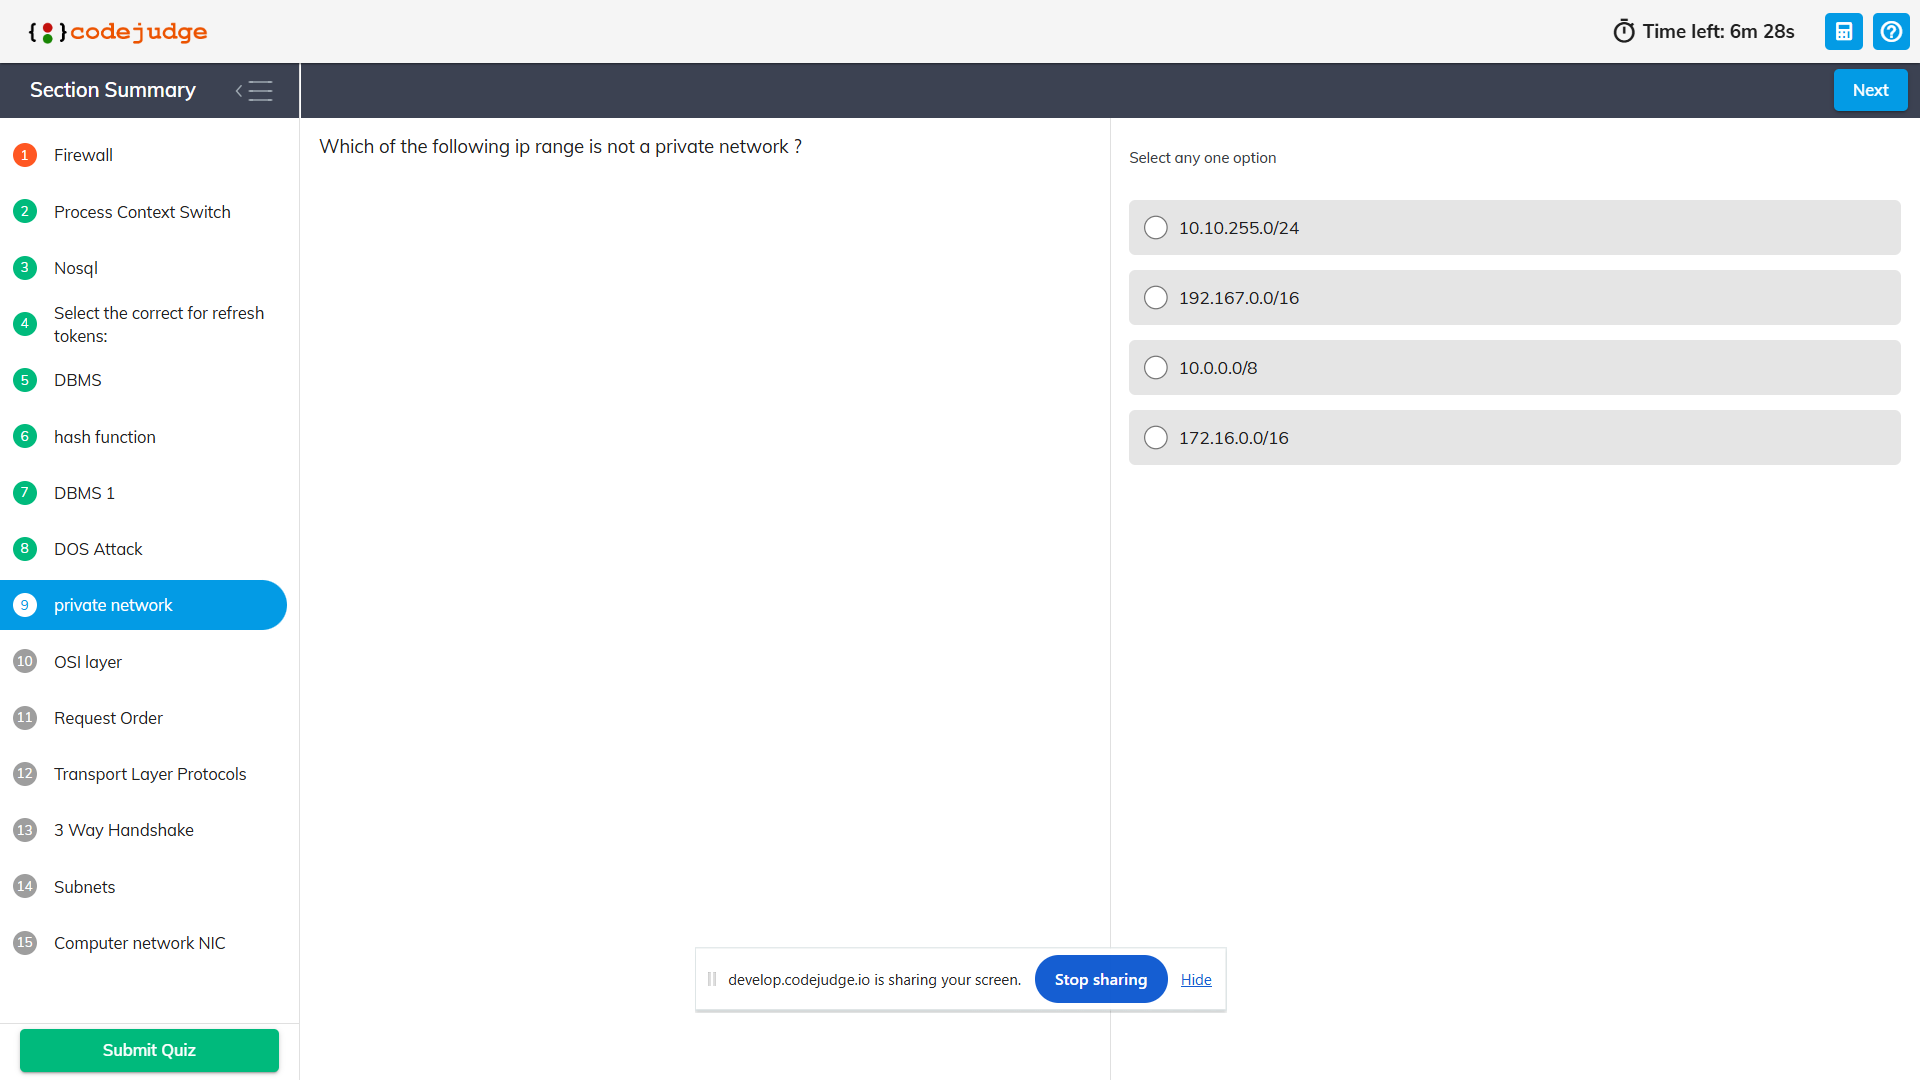 { }codejudge
Time left: 6m 28s
Section Summary
Next
1 Firewall
2 Process Context Switch
3 Nosql
4 Select the correct for refresh
tokens:
5 DBMS
6 hash function
7 DBMS 1
8 DOS Attack
9 private network
10 OSI layer
11 Request Order
12 Transport Layer Protocols
13 3 Way Handshake
14 Subnets
15 Computer network NIC
Submit Quiz
Which of the following ip range is not a private network ?
Select any one option
10.10.255.0/24
192.167.0.0/16
10.0.0.0/8
172.16.0.0/16
develop.codejudge.io is sharing your screen.
Stop sharing
Hide